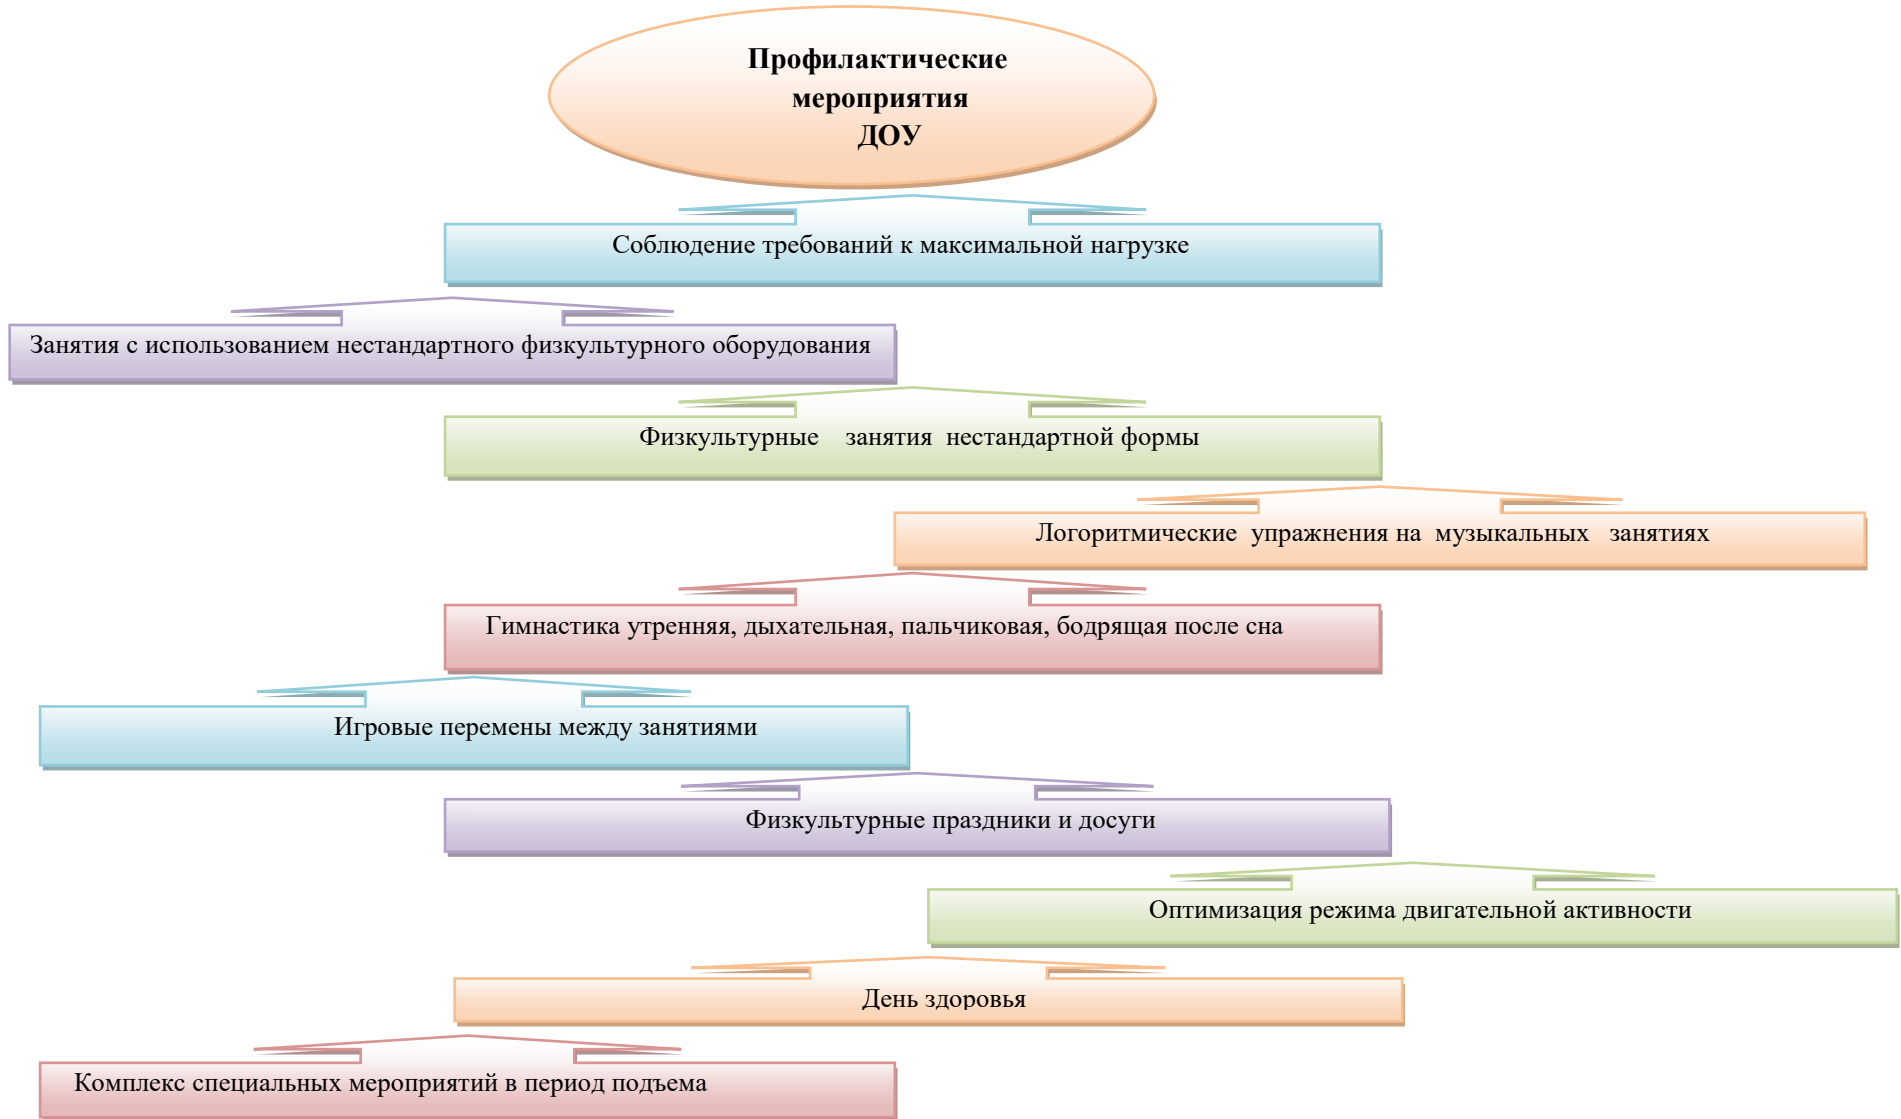 Профилактические
мероприятия
ДОУ
Соблюдение требований к максимальной нагрузке
Занятия с использованием нестандартного физкультурного оборудования
Физкультурные занятия нестандартной формы
Логоритмические упражнения на музыкальных занятиях
Гимнастика утренняя, дыхательная, пальчиковая, бодрящая после сна
Игровые перемены между занятиями
Физкультурные праздники и досуги
Оптимизация режима двигательной активности
День здоровья
Комплекс специальных мероприятий в период подъема